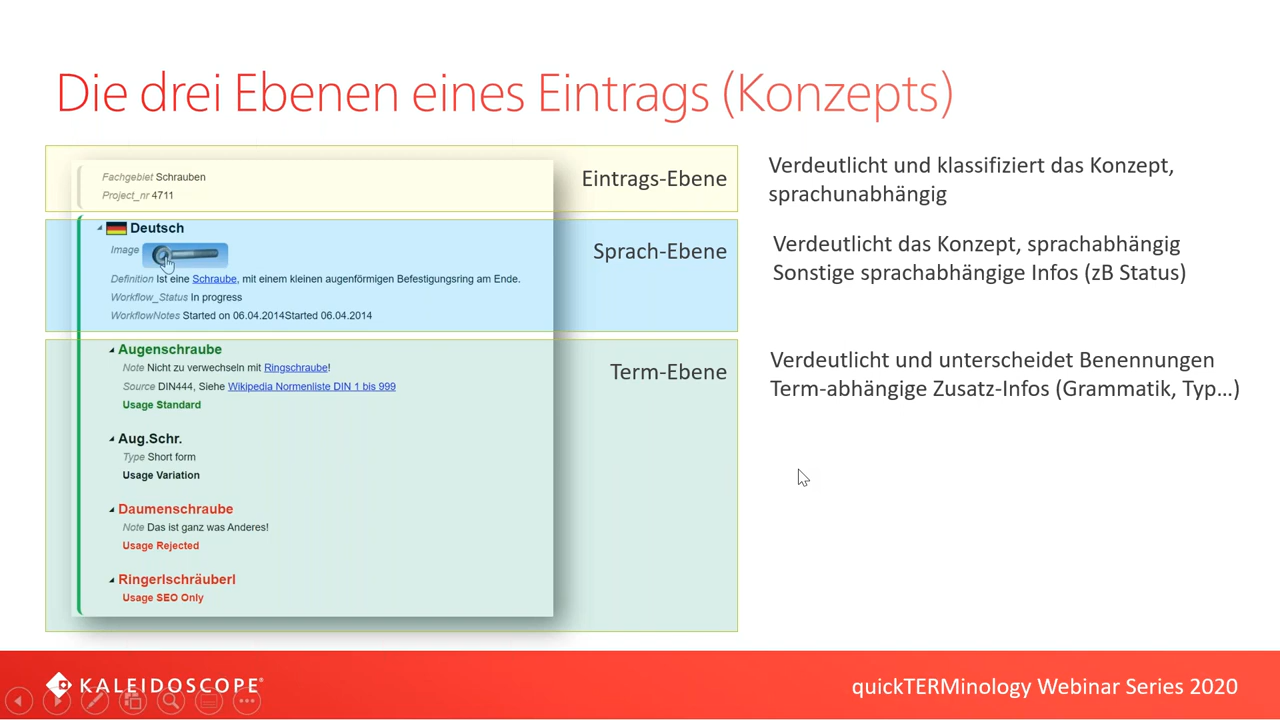 Die drei Ebenen eines Eintrags (Konzepts)
Fachgebiet Schrauben
Project_nr 4711
Eintrags-Ebene
Verdeutlicht und klassifiziert das Konzept,
sprachunabhängig
Deutsch
Image
Definition Ist eine Schraube, mit einem kleinen augenförmigen Befestigungsring am Ende.
Workflow_Status In progress
WorkflowNotes Started on 06.04.2014Started 06.04.2014
Sprach-Ebene
Verdeutlicht das Konzept, sprachabhängig
Sonstige sprachabhängige Infos (zB Status)
Augenschraube
Note Nicht zu verwechseln mit Ringschraube!
Source DIN444, Siehe Wikipedia Normenliste DIN 1 bis 999
Usage Standard
Aug.Schr.
Type Short form
Usage Variation
Daumenschraube
Note Das ist ganz was Anderes!
Usage Rejected
Ringerlschräuberl
Usage SEO Only
Term-Ebene
Verdeutlicht und unterscheidet Benennungen
Term-abhängige Zusatz-Infos (Grammatik, Typ…)
KALEIDOSCOPE®
quickTERMinology Webinar Series 2020